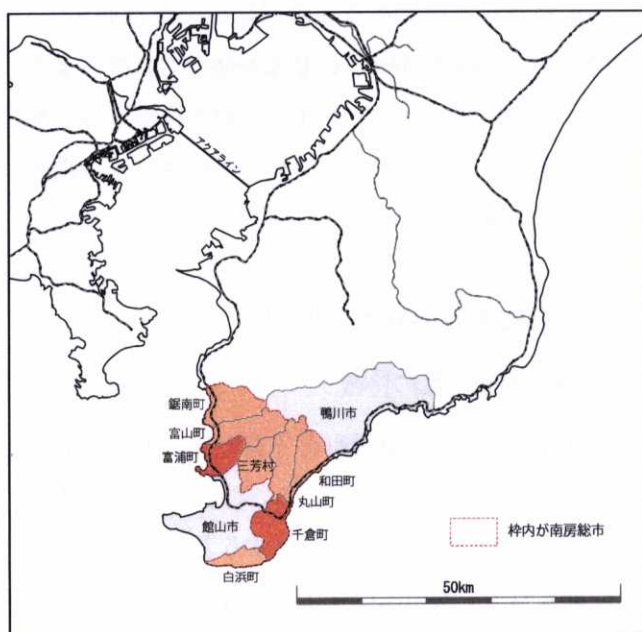 アクアライン
鋸南町
鴨川市
富山町
富浦町
三芳村
和田町
丸山町
館山市
千倉町
白浜町
枠内が南房総市
50km